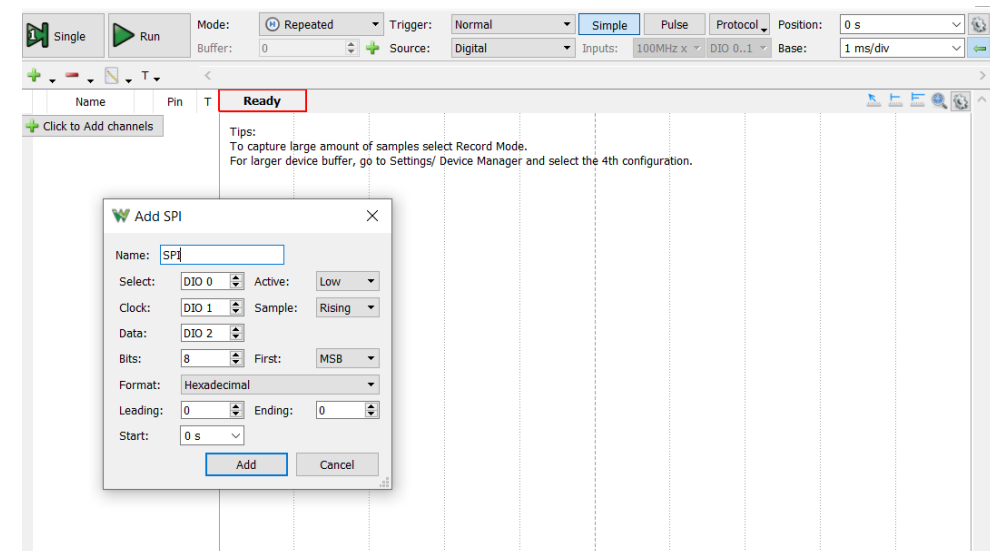 Single Run Mode: Repeated Trigger: Normal Simple Pulse Protocol Position: 0 s
Buffer: 0 Source: Digital Inputs: 100MHz x DIO 0..1 Base: 1 ms/div
T
Name Pin T Ready
Click to Add channels
Tips:
To capture large amount of samples select Record Mode.
For larger device buffer, go to Settings/ Device Manager and select the 4th configuration.
Add SPI
Name: SPI
Select: DIO 0 Active: Low
Clock: DIO 1 Sample: Rising
Data: DIO 2
Bits: 8 First: MSB
Format: Hexadecimal
Leading: 0 Ending: 0
Start: 0 s
Add Cancel